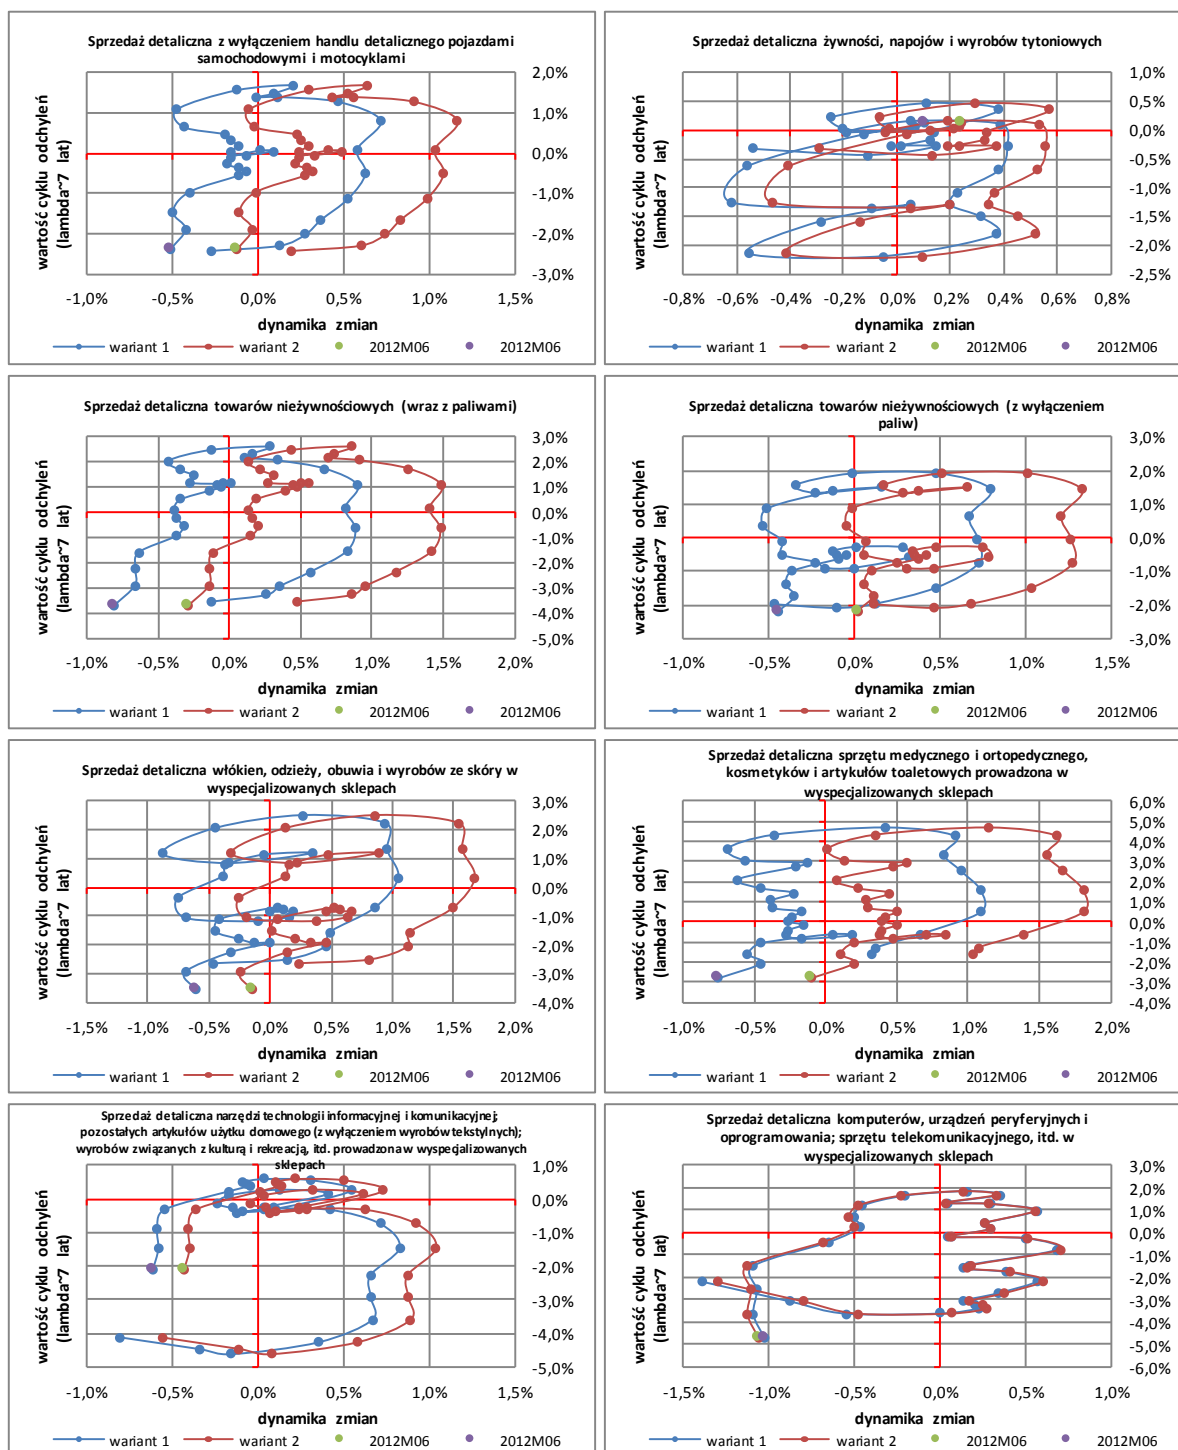 Sprzedaż detaliczna z wyłączeniem handlu detalicznego pojazdami
samochodowymi i motocyklami
wartość cyklu odchyleń
(lambda~7 lat)
2,0%
1,0%
0,0%
-1,0%
-2,0%
-3,0%
-1,0% -0,5% 0,0% 0,5% 1,0% 1,5%
dynamika zmian
wariant 1 wariant 2 2012M06 2012M06
Sprzedaż detaliczna żywności, napojów i wyrobów tytoniowych
wartość cyklu odchyleń
(lambda~7 lat)
1,0%
0,5%
0,0%
-0,5%
-1,0%
-1,5%
-2,0%
-2,5%
-0,8% -0,6% -0,4% -0,2% 0,0% 0,2% 0,4% 0,6% 0,8%
dynamika zmian
wariant 1 wariant 2 2012M06 2012M06
Sprzedaż detaliczna towarów nieżywnościowych (wraz z paliwami)
wartość cyklu odchyleń
(lambda~7 lat)
3,0%
2,0%
1,0%
0,0%
-1,0%
-2,0%
-3,0%
-4,0%
-5,0%
-1,0% -0,5% 0,0% 0,5% 1,0% 1,5% 2,0%
dynamika zmian
wariant 1 wariant 2 2012M06 2012M06
Sprzedaż detaliczna towarów nieżywnościowych (z wyłączeniem
paliw)
wartość cyklu odchyleń
(lambda~7 lat)
3,0%
2,0%
1,0%
0,0%
-1,0%
-2,0%
-3,0%
-1,0% -0,5% 0,0% 0,5% 1,0% 1,5%
dynamika zmian
wariant 1 wariant 2 2012M06 2012M06
Sprzedaż detaliczna włókien, odzieży, obuwia i wyrobów ze skóry w
wyspecjalizowanych sklepach
wartość cyklu odchyleń
(lambda~7 lat)
3,0%
2,0%
1,0%
0,0%
-1,0%
-2,0%
-3,0%
-4,0%
-1,5% -1,0% -0,5% 0,0% 0,5% 1,0% 1,5% 2,0%
dynamika zmian
wariant 1 wariant 2 2012M06 2012M06
Sprzedaż detaliczna sprzętu medycznego i ortopedycznego,
kosmetyków i artykułów toaletowych prowadzona w
wyspecjalizowanych sklepach
wartość cyklu odchyleń
(lambda~7 lat)
6,0%
5,0%
4,0%
3,0%
2,0%
1,0%
0,0%
-1,0%
-2,0%
-3,0%
-4,0%
-1,0% -0,5% 0,0% 0,5% 1,0% 1,5% 2,0%
dynamika zmian
wariant 1 wariant 2 2012M06 2012M06
Sprzedaż detaliczna narzędzi technologii informacyjnej i komunikacyjnej;
pozostałych artykułów użytku domowego (z wyłączeniem wyrobów tekstylnych);
wyrobów związanych z kulturą i rekreacją, itd. prowadzona w wyspecjalizowanych
sklepach
wartość cyklu odchyleń
(lambda~7 lat)
1,0%
0,0%
-1,0%
-2,0%
-3,0%
-4,0%
-5,0%
-1,0% -0,5% 0,0% 0,5% 1,0% 1,5%
dynamika zmian
wariant 1 wariant 2 2012M06 2012M06
Sprzedaż detaliczna komputerów, urządzeń peryferyjnych i
oprogramowania; sprzętu telekomunikacyjnego, itd. w
wyspecjalizowanych sklepach
wartość cyklu odchyleń
(lambda~7 lat)
3,0%
2,0%
1,0%
0,0%
-1,0%
-2,0%
-3,0%
-4,0%
-5,0%
-6,0%
-1,5% -1,0% -0,5% 0,0% 0,5% 1,0%
dynamika zmian
wariant 1 wariant 2 2012M06 2012M06